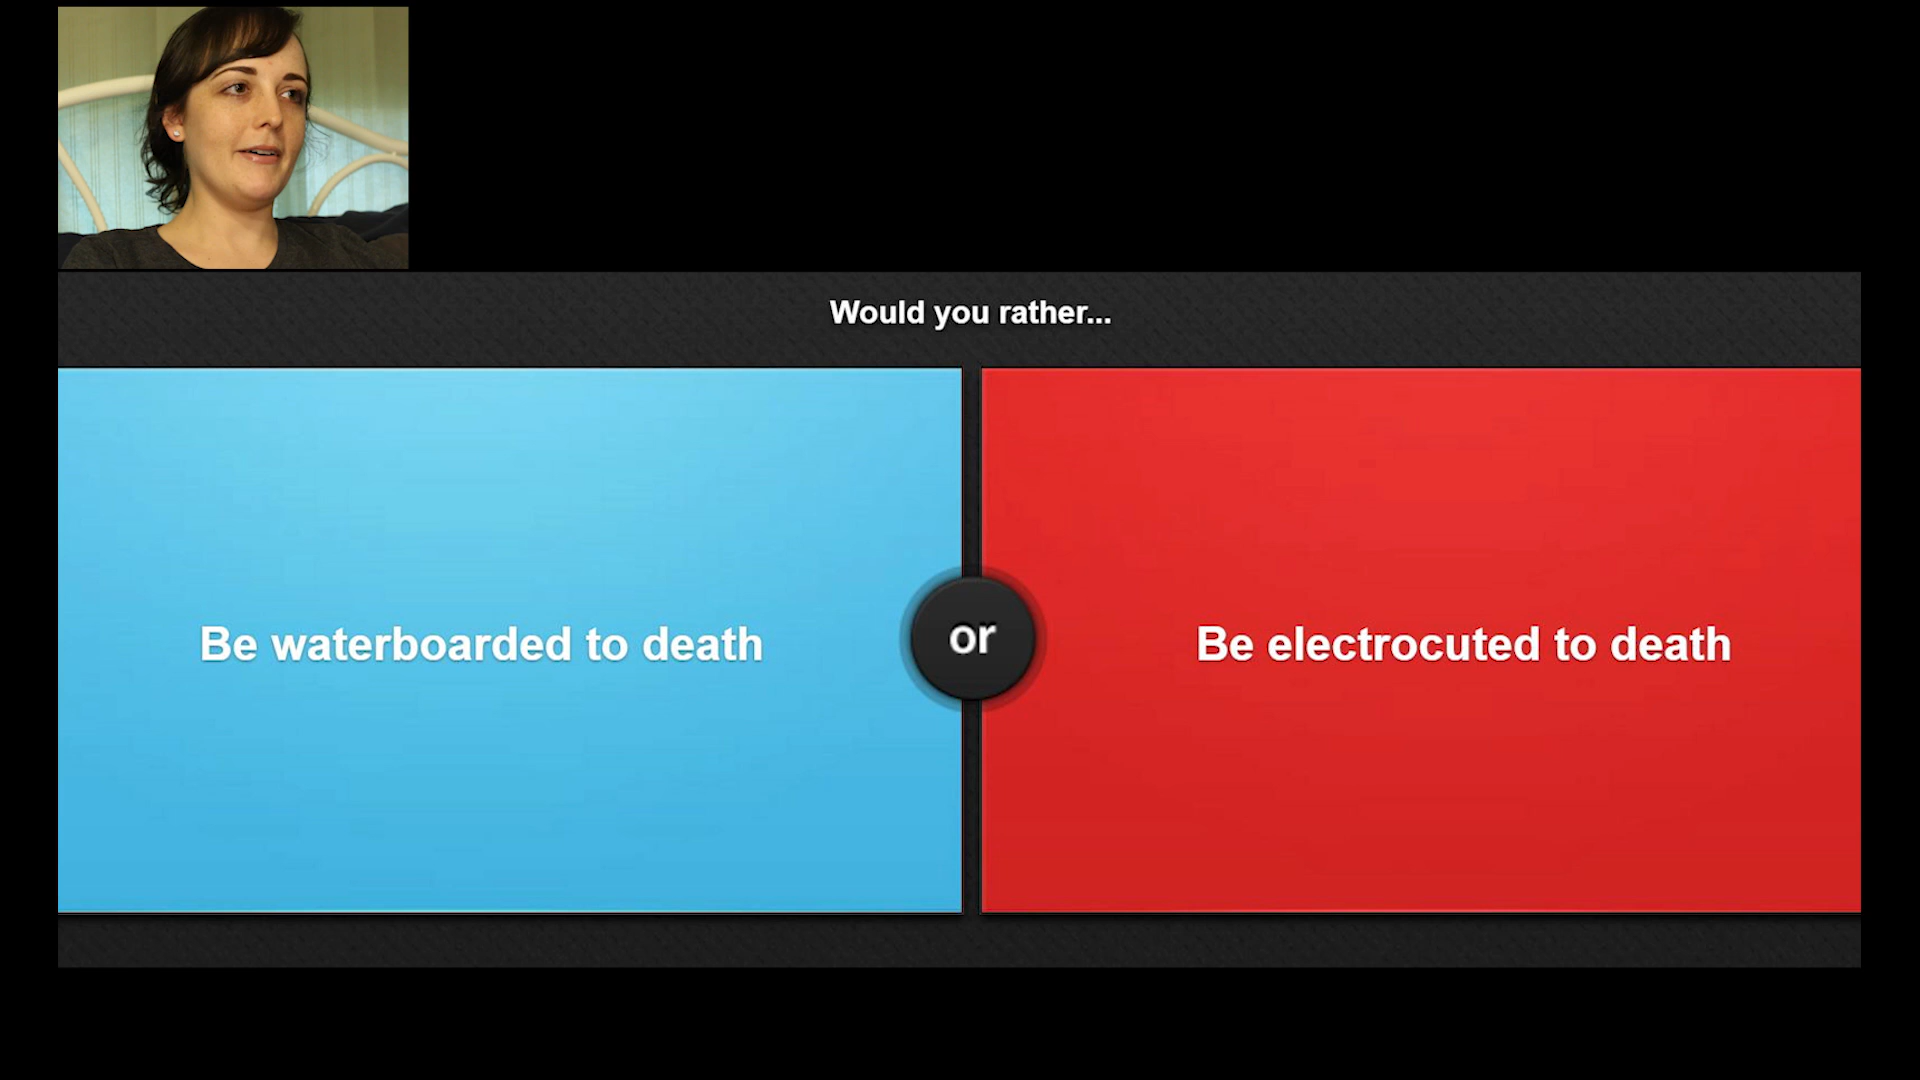 Would you rather...
Be waterboarded to death
or
Be electrocuted to death